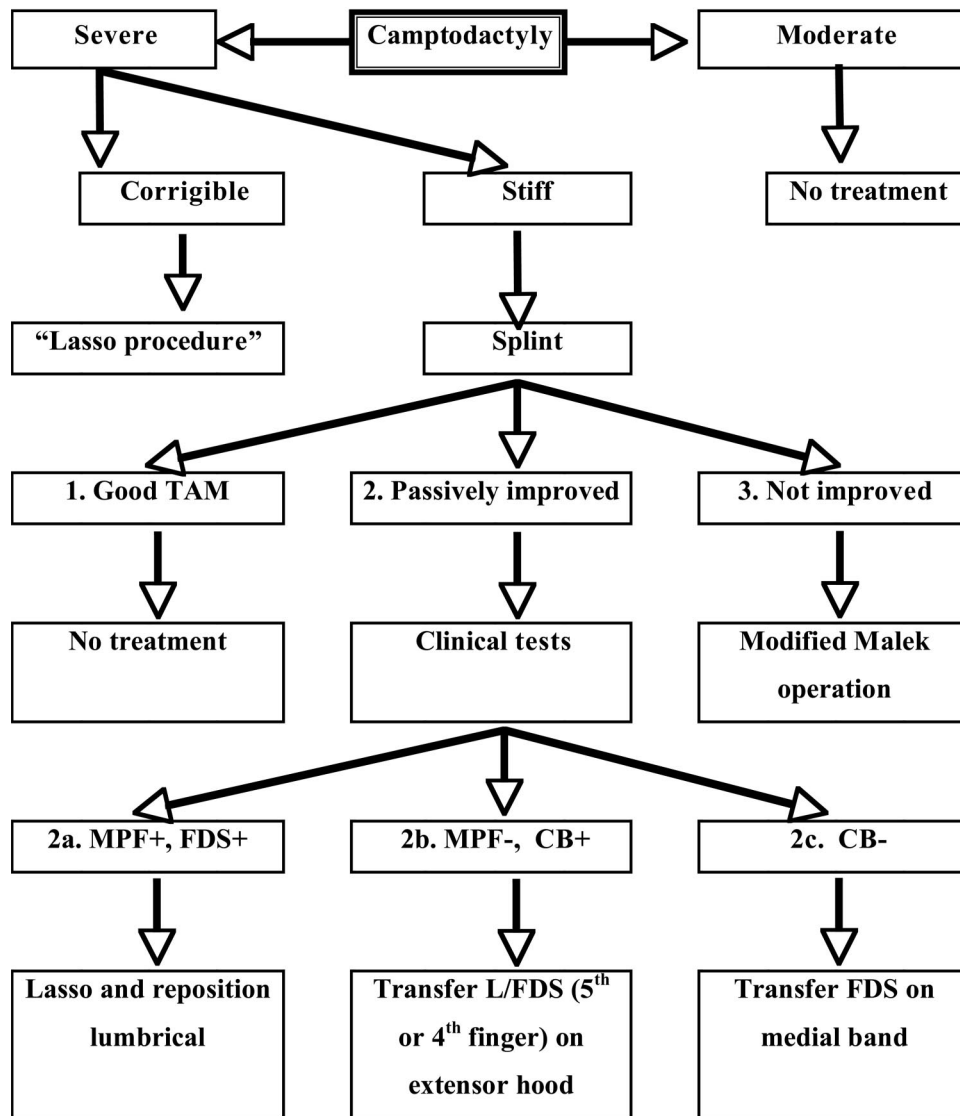 Severe
Camptodactyly
Moderate
Corrigible
Stiff
No treatment
“Lasso procedure”
Splint
1. Good TAM
2. Passively improved
3. Not improved
No treatment
Clinical tests
Modified Malek
operation
2a. MPF+, FDS+
2b. MPF-, CB+
2c. CB-
Lasso and reposition
lumbrical
Transfer L/FDS (5th
or 4th finger) on
extensor hood
Transfer FDS on
medial band